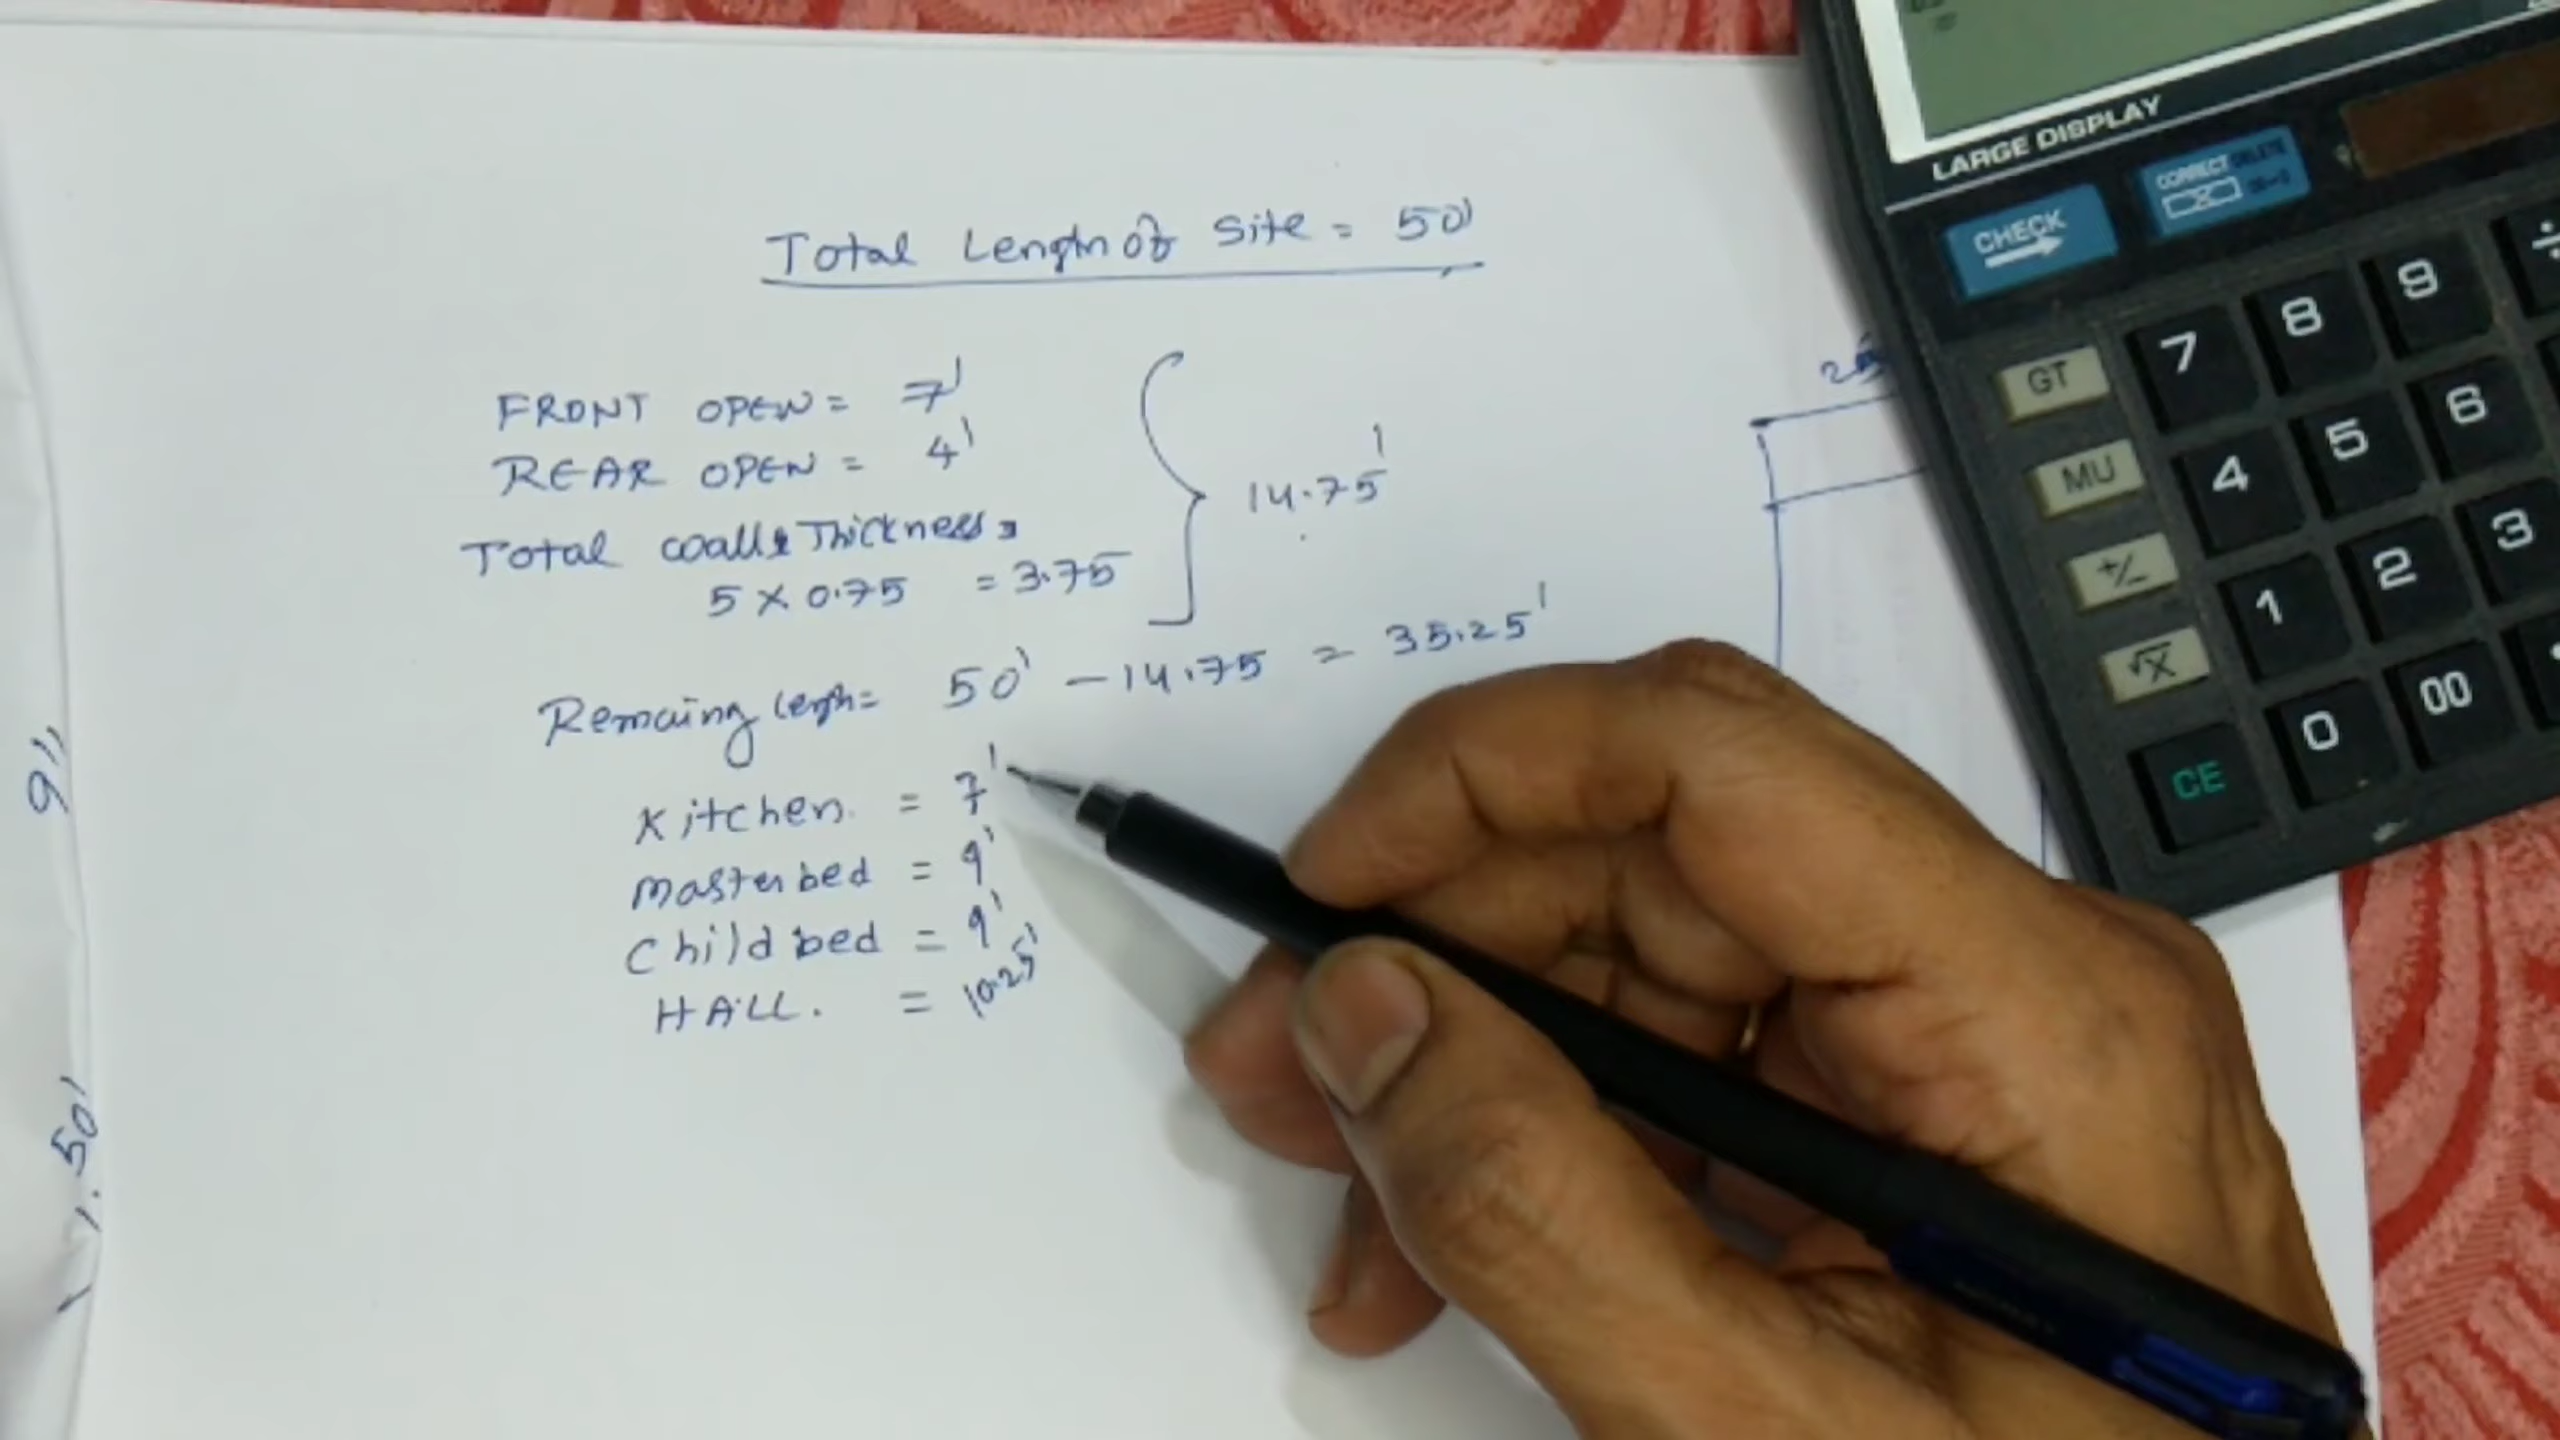 Total Length of Site = 50'
FRONT OPEN = 7'
REAR OPEN = 4'
Total walls Thickness =
5 × 0.75 = 3.75
14.75'
Remaing length = 50' - 14.75 = 35.25'
Kitchen. = 7'
Master bed = 9'
Child bed = 9'
HALL. = 10.25'
9"
50'
LARGE DISPLAY
CHECK
CORRECT DELETE
GT 7 8 9 ÷
MU 4 5 6
+/- 1 2 3
√X
CE 0 00